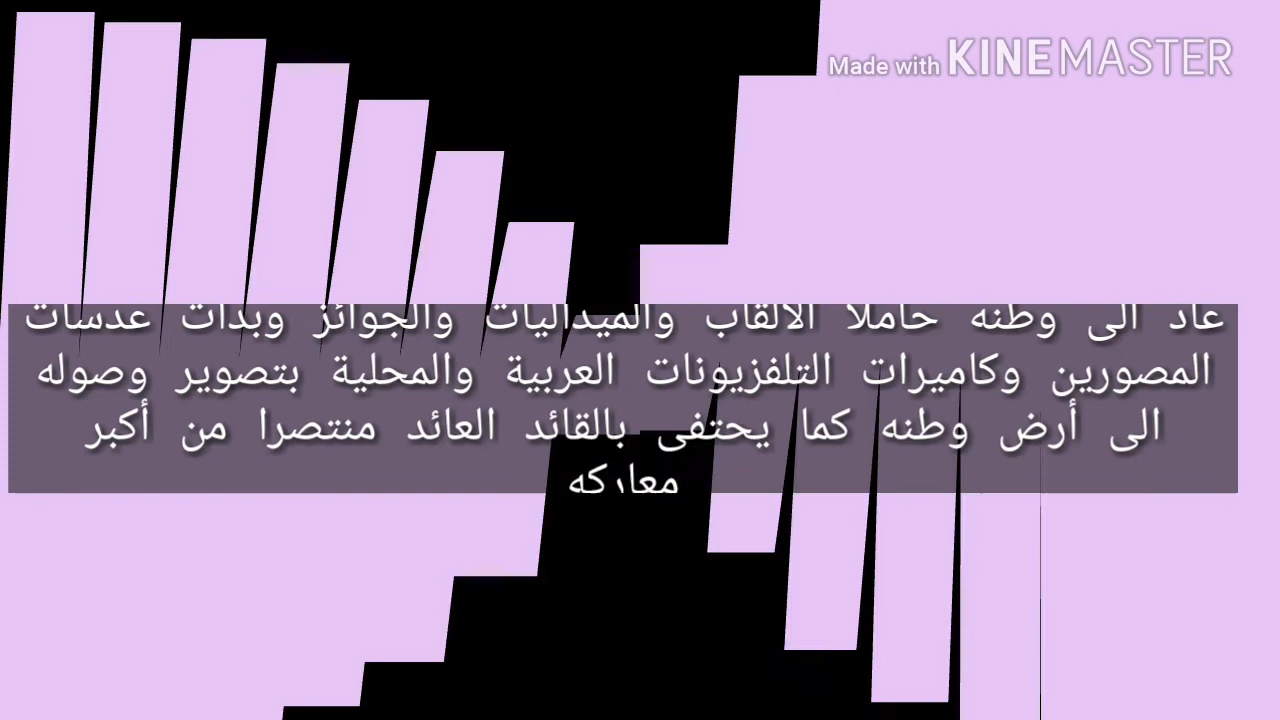 Made with KINEMASTER
عاد الى وطنه حاملا الالقاب والميداليات والجوائز وبدات عدسات
المصورين وكاميرات التلفزيونات العربية والمحلية بتصوير وصوله
الى أرض وطنه كما يحتفى بالقائد العائد منتصرا من أكبر
معاركه